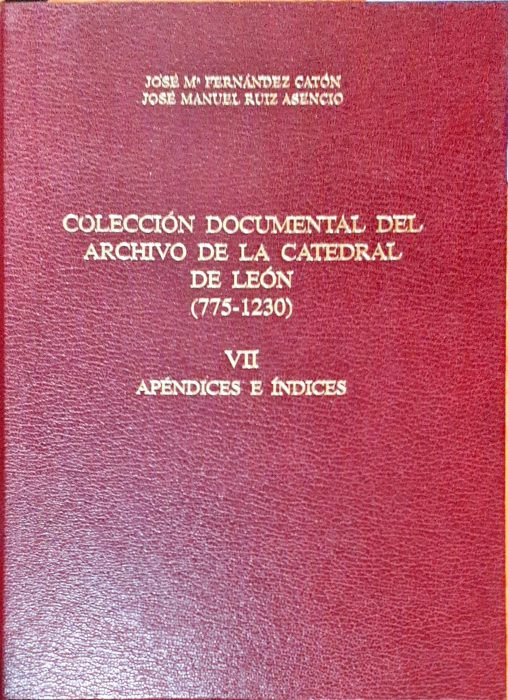 JOSÉ Mª FERNÁNDEZ CATÓN
JOSÉ MANUEL RUIZ ASENCIO
COLECCIÓN DOCUMENTAL DEL
ARCHIVO DE LA CATEDRAL
DE LEÓN
(775-1230)
VII
APÉNDICES E ÍNDICES